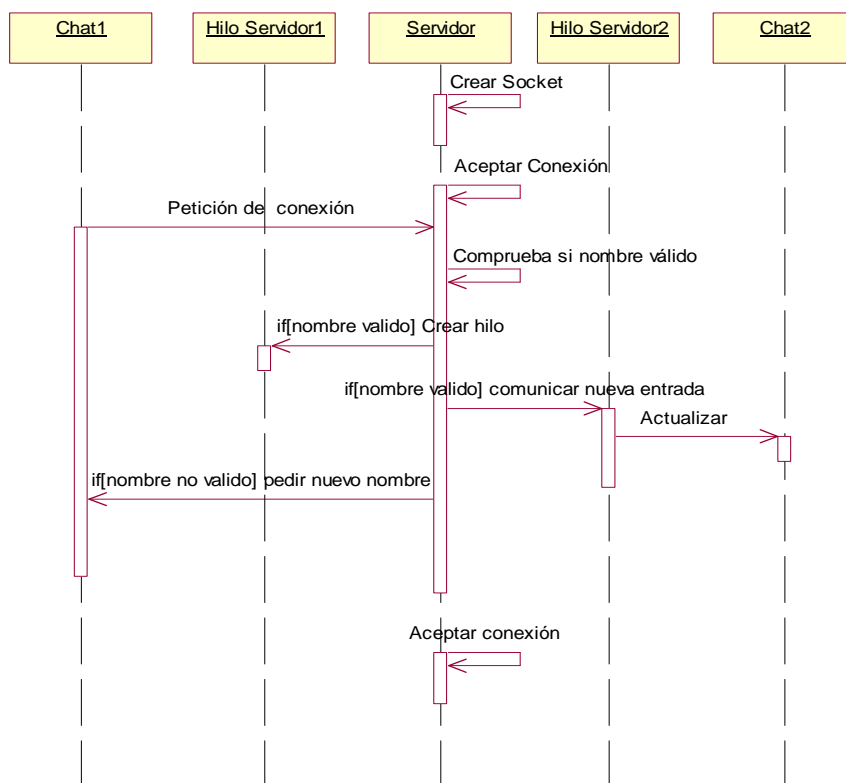 Chat1
Hilo Servidor1
Servidor
Hilo Servidor2
Chat2
Crear Socket
Aceptar Conexión
Petición de conexión
Comprueba si nombre válido
if[nombre valido] Crear hilo
if[nombre valido] comunicar nueva entrada
Actualizar
if[nombre no valido] pedir nuevo nombre
Aceptar conexión